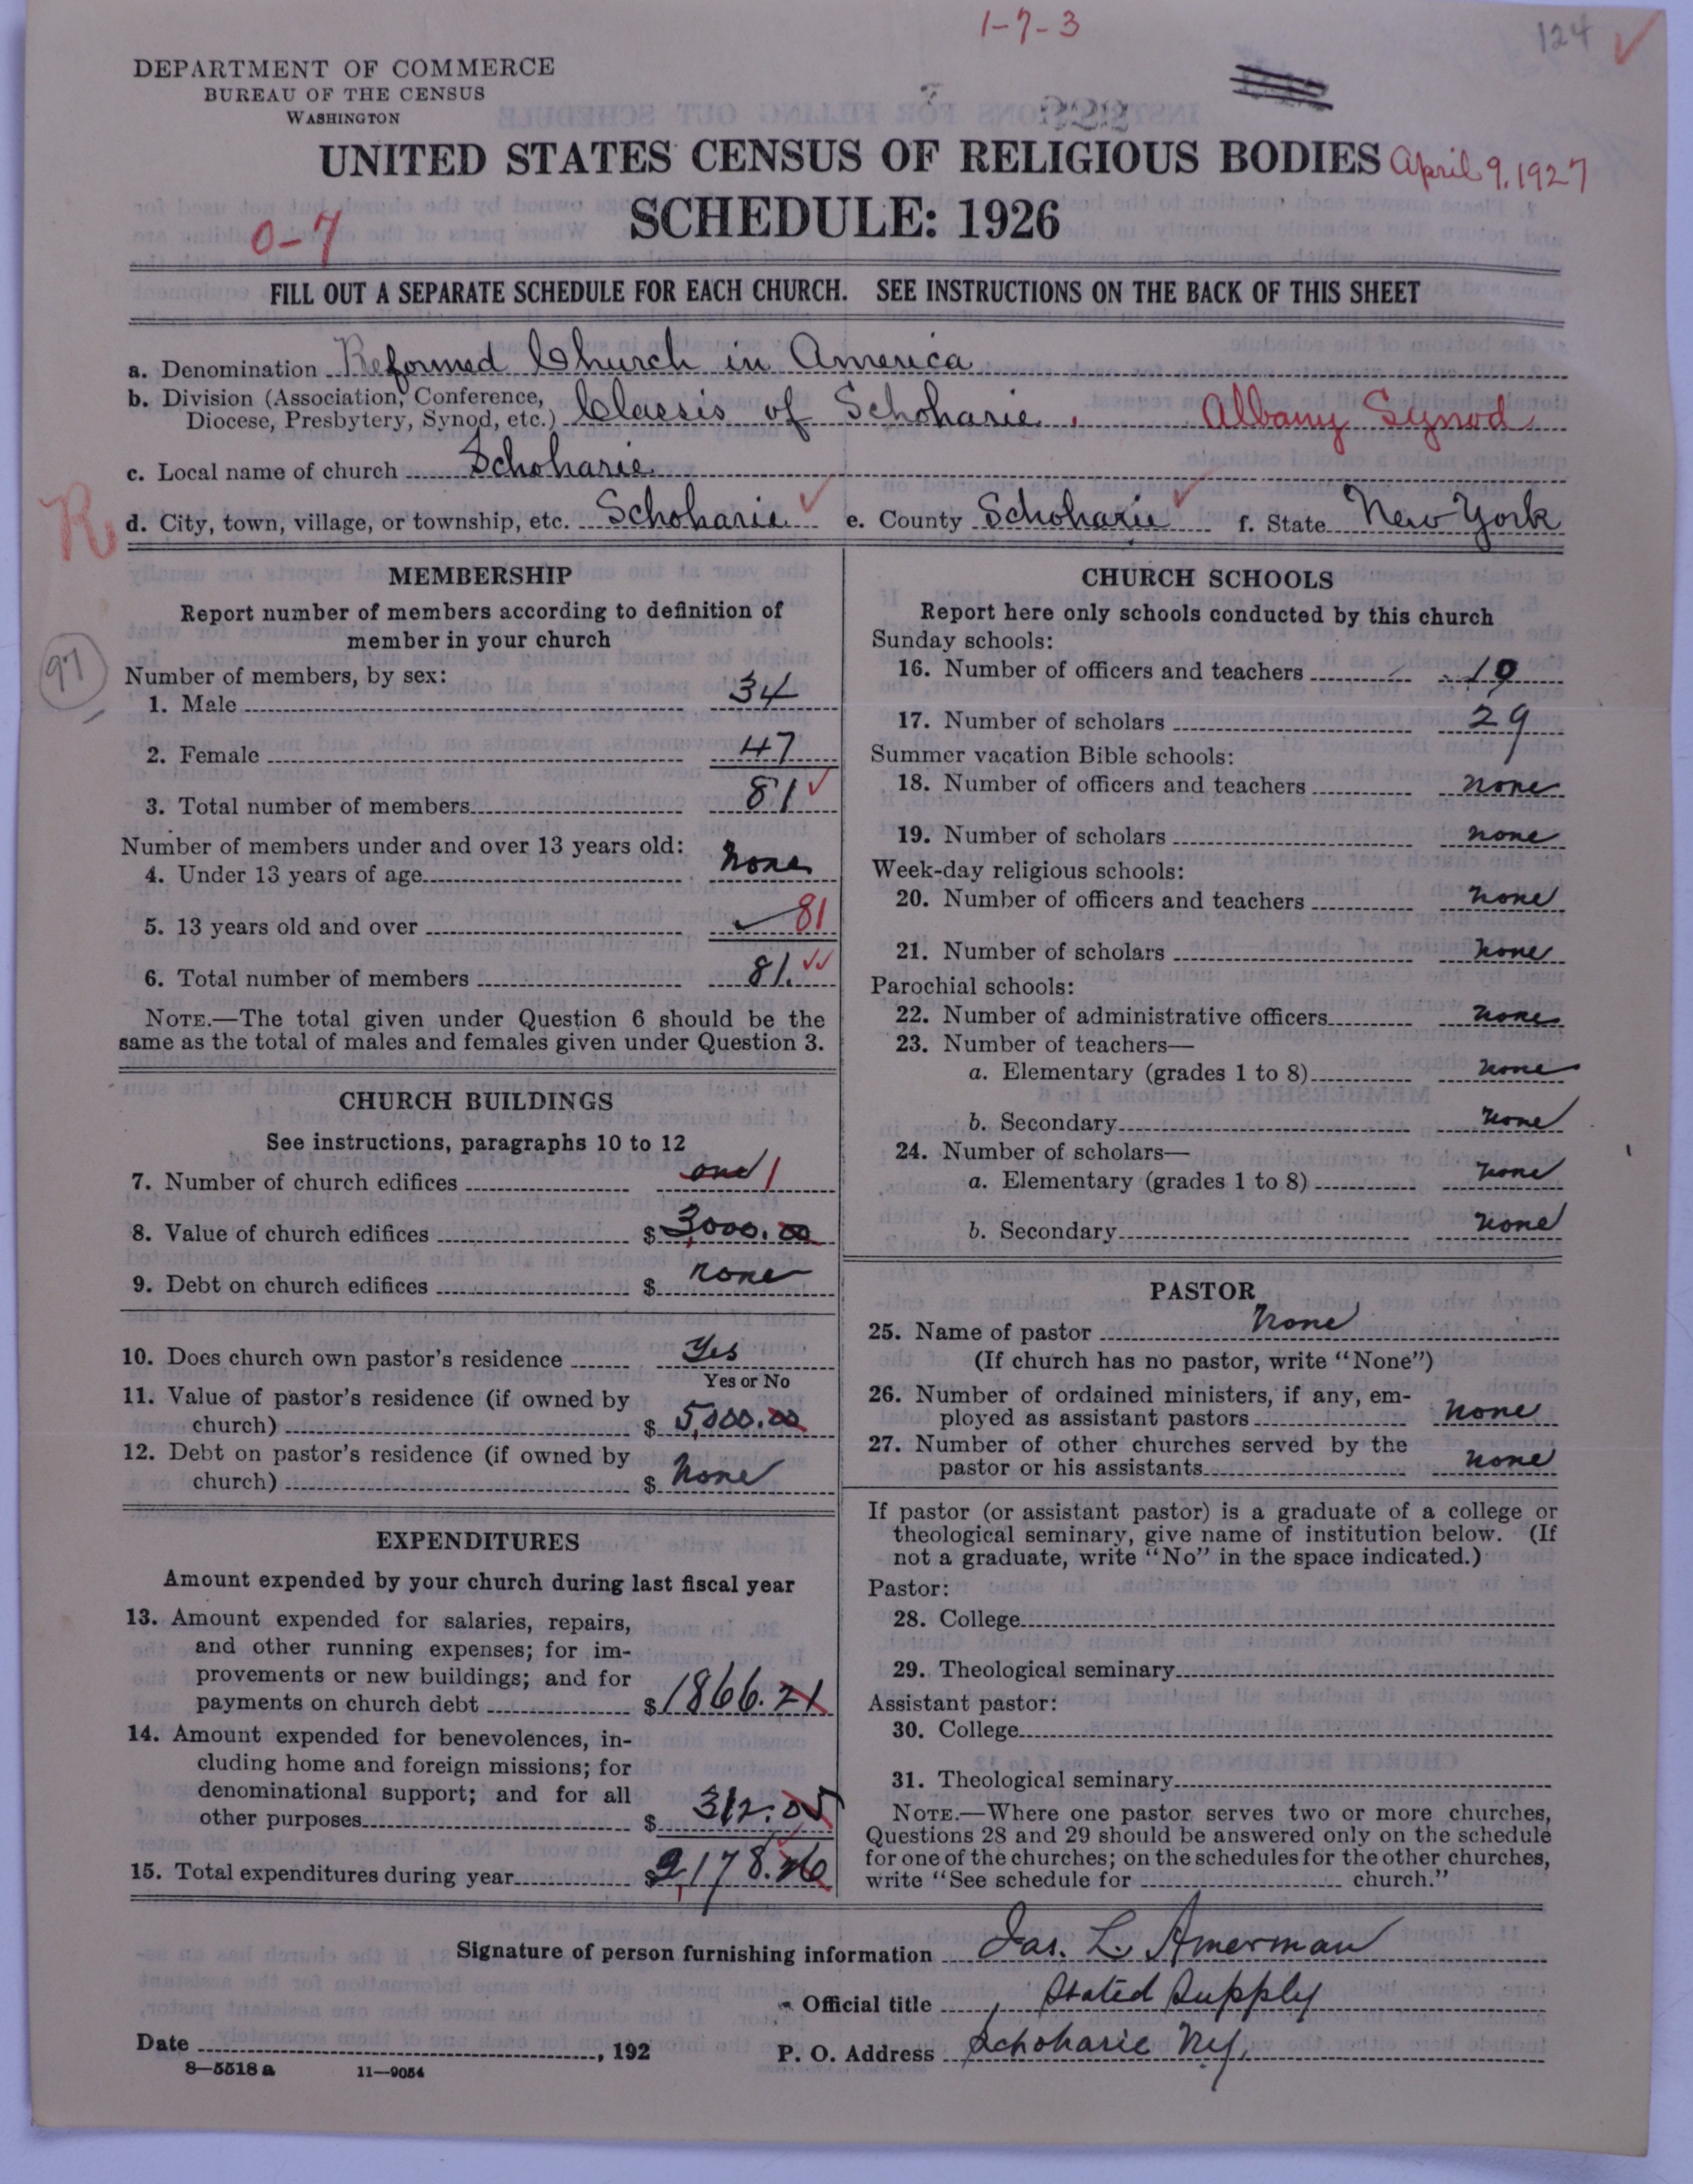 1-7-3
124
DEPARTMENT OF COMMERCE
BUREAU OF THE CENSUS
WASHINGTON
UNITED STATES CENSUS OF RELIGIOUS BODIES April 9, 1927
SCHEDULE: 1926
0-7
FILL OUT A SEPARATE SCHEDULE FOR EACH CHURCH. SEE INSTRUCTIONS ON THE BACK OF THIS SHEET
a. Denomination Reformed Church in America
b. Division (Association, Conference,
Diocese, Presbytery, Synod, etc.) Classis of Schoharie, Albany Synod
c. Local name of church Schoharie
R
d. City, town, village, or township, etc. Schoharie e. County Schoharie f. State New York
MEMBERSHIP
Report number of members according to definition of
member in your church
97
Number of members, by sex:
1. Male 34
2. Female 47
3. Total number of members 81
Number of members under and over 13 years old:
4. Under 13 years of age None
5. 13 years old and over 81
6. Total number of members 81.
NOTE.—The total given under Question 6 should be the
same as the total of males and females given under Question 3.
CHURCH BUILDINGS
See instructions, paragraphs 10 to 12
7. Number of church edifices one 1
8. Value of church edifices $ 3,000.00
9. Debt on church edifices $ none
10. Does church own pastor's residence Yes
Yes or No
11. Value of pastor's residence (if owned by
church) $ 5,000.00
12. Debt on pastor's residence (if owned by
church) $ None
EXPENDITURES
Amount expended by your church during last fiscal year
13. Amount expended for salaries, repairs,
and other running expenses; for im-
provements or new buildings; and for
payments on church debt $ 1866.21
14. Amount expended for benevolences, in-
cluding home and foreign missions; for
denominational support; and for all
other purposes $ 312.05
15. Total expenditures during year $ 2,178.26
CHURCH SCHOOLS
Report here only schools conducted by this church
Sunday schools:
16. Number of officers and teachers 10
17. Number of scholars 29
Summer vacation Bible schools:
18. Number of officers and teachers none
19. Number of scholars none
Week-day religious schools:
20. Number of officers and teachers none
21. Number of scholars none
Parochial schools:
22. Number of administrative officers none
23. Number of teachers—
a. Elementary (grades 1 to 8) none
b. Secondary none
24. Number of scholars—
a. Elementary (grades 1 to 8) none
b. Secondary none
PASTOR
25. Name of pastor None
(If church has no pastor, write "None")
26. Number of ordained ministers, if any, em-
ployed as assistant pastors None
27. Number of other churches served by the
pastor or his assistants none
If pastor (or assistant pastor) is a graduate of a college or
theological seminary, give name of institution below. (If
not a graduate, write "No" in the space indicated.)
Pastor:
28. College
29. Theological seminary
Assistant pastor:
30. College
31. Theological seminary
NOTE.—Where one pastor serves two or more churches,
Questions 28 and 29 should be answered only on the schedule
for one of the churches; on the schedules for the other churches,
write "See schedule for church."
Signature of person furnishing information Jas. L. Amerman
Official title Stated Supply
Date , 192
P. O. Address Schoharie N.Y.
8—5518 a 11—9054